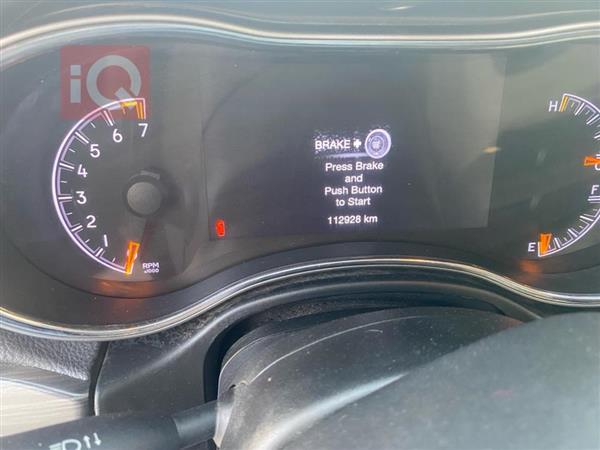 iQ
7
6
5
4
3
2
1
RPM
x1000
BRAKE +
Press Brake
and
Push Button
to Start
112928 km
H
F
E